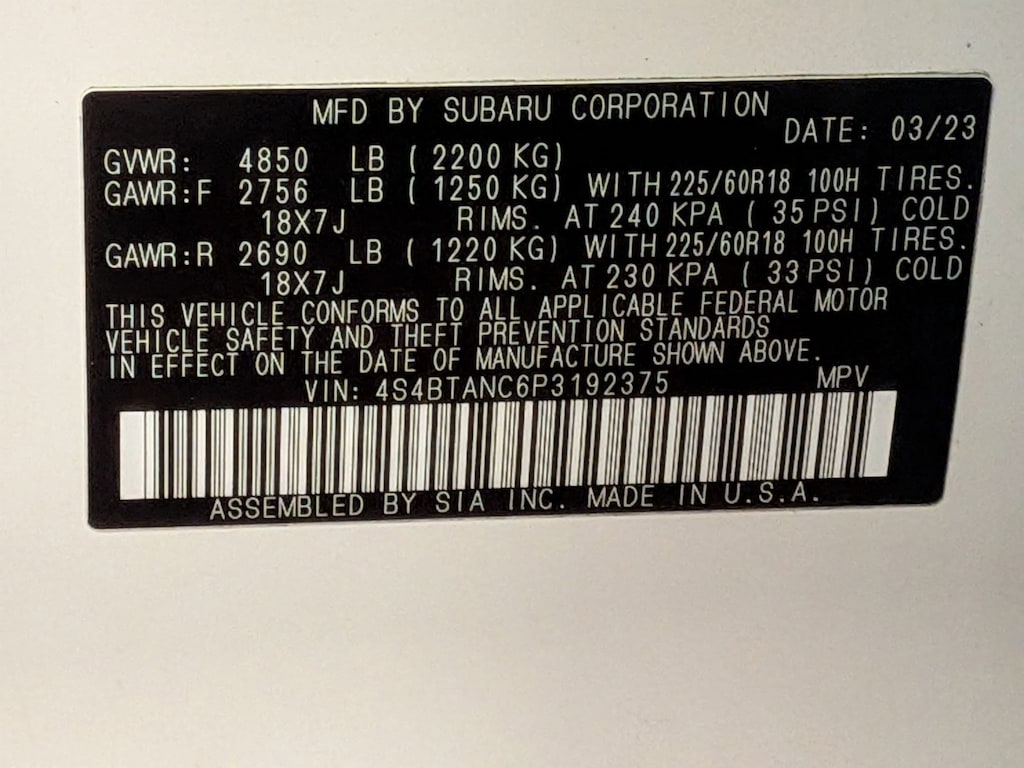 MFD BY SUBARU CORPORATION
DATE: 03/23
GVWR: 4850 LB ( 2200 KG)
GAWR:F 2756 LB ( 1250 KG) WITH 225/60R18 100H TIRES.
18X7J RIMS. AT 240 KPA ( 35 PSI) COLD
GAWR:R 2690 LB ( 1220 KG) WITH 225/60R18 100H TIRES.
18X7J RIMS. AT 230 KPA ( 33 PSI) COLD
THIS VEHICLE CONFORMS TO ALL APPLICABLE FEDERAL MOTOR
VEHICLE SAFETY AND THEFT PREVENTION STANDARDS
IN EFFECT ON THE DATE OF MANUFACTURE SHOWN ABOVE.
VIN: 4S4BTANC6P3192375 MPV
ASSEMBLED BY SIA INC. MADE IN U.S.A.